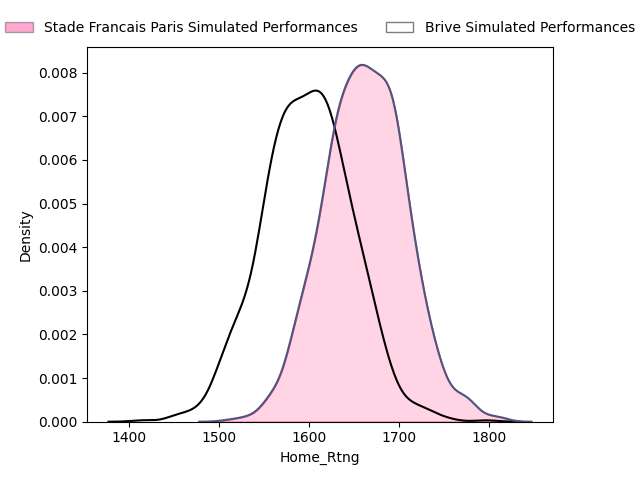 Stade Francais Paris Simulated Performances
Brive Simulated Performances
0.008
0.007
0.006
0.005
0.004
0.003
0.002
0.001
0.000
Density
1400 1500 1600 1700 1800
Home_Rtng